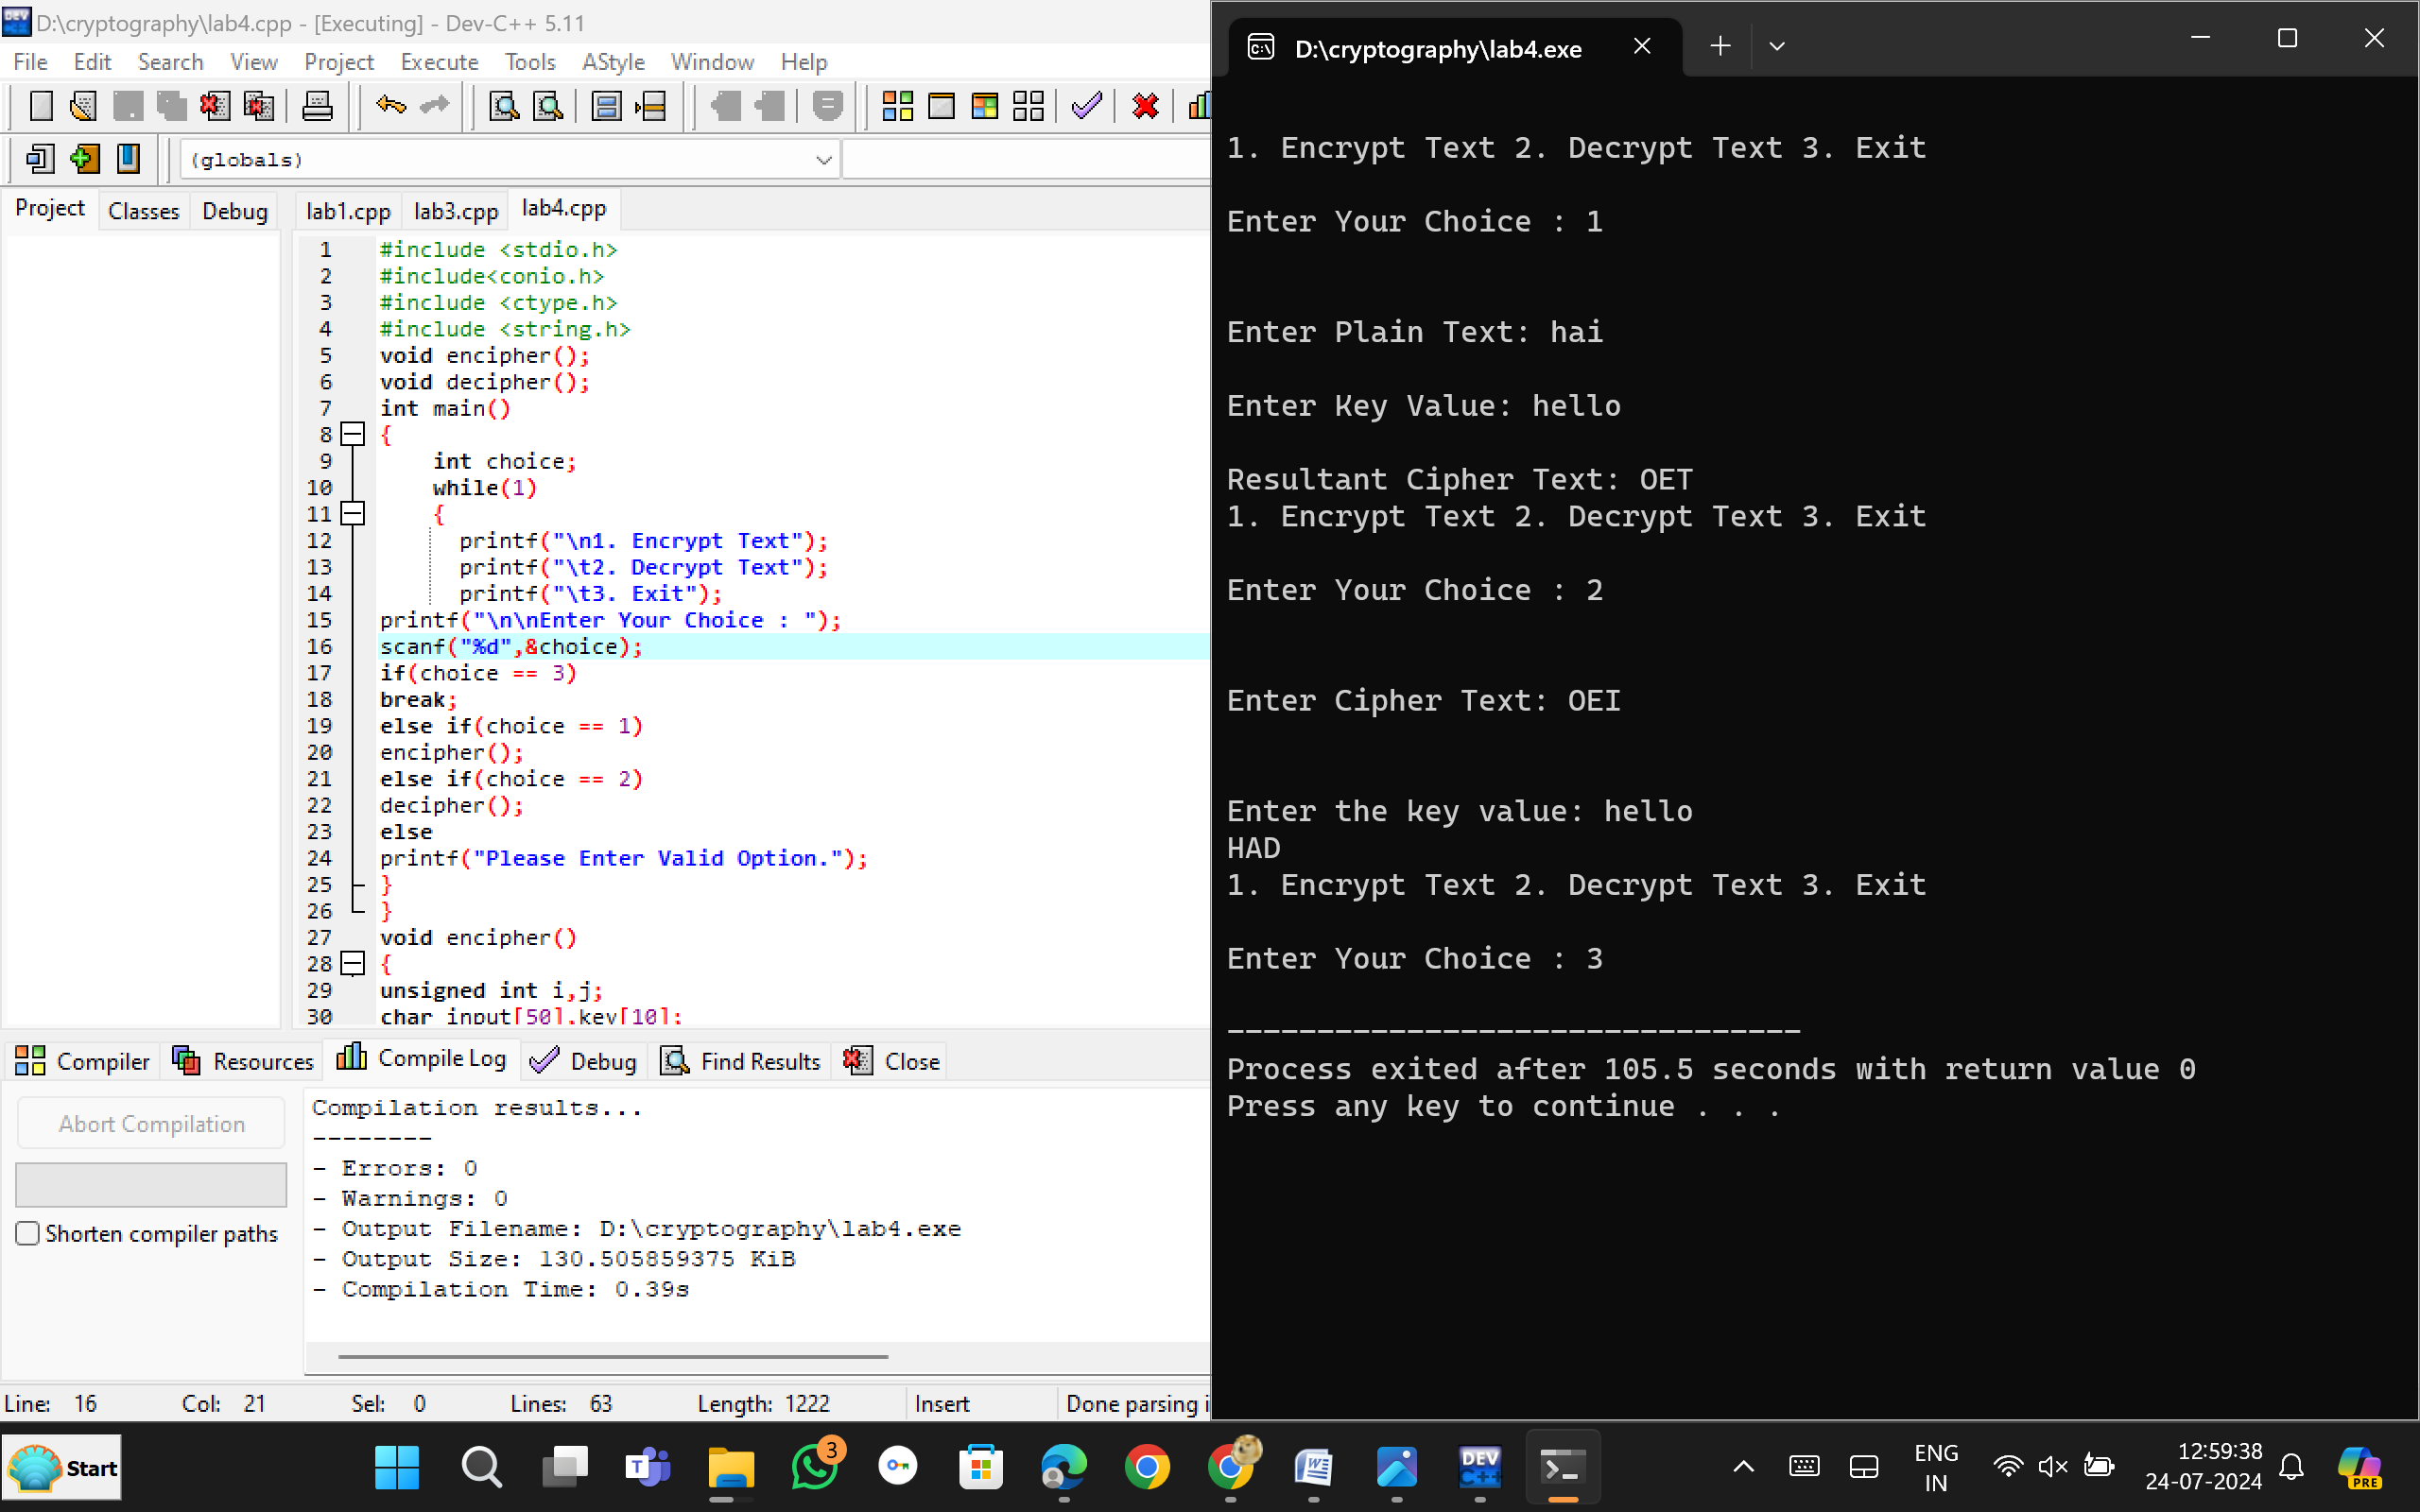 D:\cryptography\lab4.cpp - [Executing] - Dev-C++ 5.11
File Edit Search View Project Execute Tools AStyle Window Help
(globals)
Project Classes Debug
lab1.cpp lab3.cpp lab4.cpp
1 #include <stdio.h>
2 #include<conio.h>
3 #include <ctype.h>
4 #include <string.h>
5 void encipher();
6 void decipher();
7 int main()
8 {
9 int choice;
10 while(1)
11 {
12 printf("\n1. Encrypt Text");
13 printf("\t2. Decrypt Text");
14 printf("\t3. Exit");
15 printf("\n\nEnter Your Choice : ");
16 scanf("%d",&choice);
17 if(choice == 3)
18 break;
19 else if(choice == 1)
20 encipher();
21 else if(choice == 2)
22 decipher();
23 else
24 printf("Please Enter Valid Option.");
25 }
26 }
27 void encipher()
28 {
29 unsigned int i,j;
30 char input[50],key[10];
Compiler Resources Compile Log Debug Find Results Close
Abort Compilation
Shorten compiler paths
Compilation results...
--------
- Errors: 0
- Warnings: 0
- Output Filename: D:\cryptography\lab4.exe
- Output Size: 130.505859375 KiB
- Compilation Time: 0.39s
Line: 16 Col: 21 Sel: 0 Lines: 63 Length: 1222 Insert Done parsing i
D:\cryptography\lab4.exe
1. Encrypt Text 2. Decrypt Text 3. Exit
Enter Your Choice : 1
Enter Plain Text: hai
Enter Key Value: hello
Resultant Cipher Text: OET
1. Encrypt Text 2. Decrypt Text 3. Exit
Enter Your Choice : 2
Enter Cipher Text: OEI
Enter the key value: hello
HAD
1. Encrypt Text 2. Decrypt Text 3. Exit
Enter Your Choice : 3
--------------------------------
Process exited after 105.5 seconds with return value 0
Press any key to continue . . .
Start
3
DEV C++
ENG
IN
12:59:38
24-07-2024
PRE